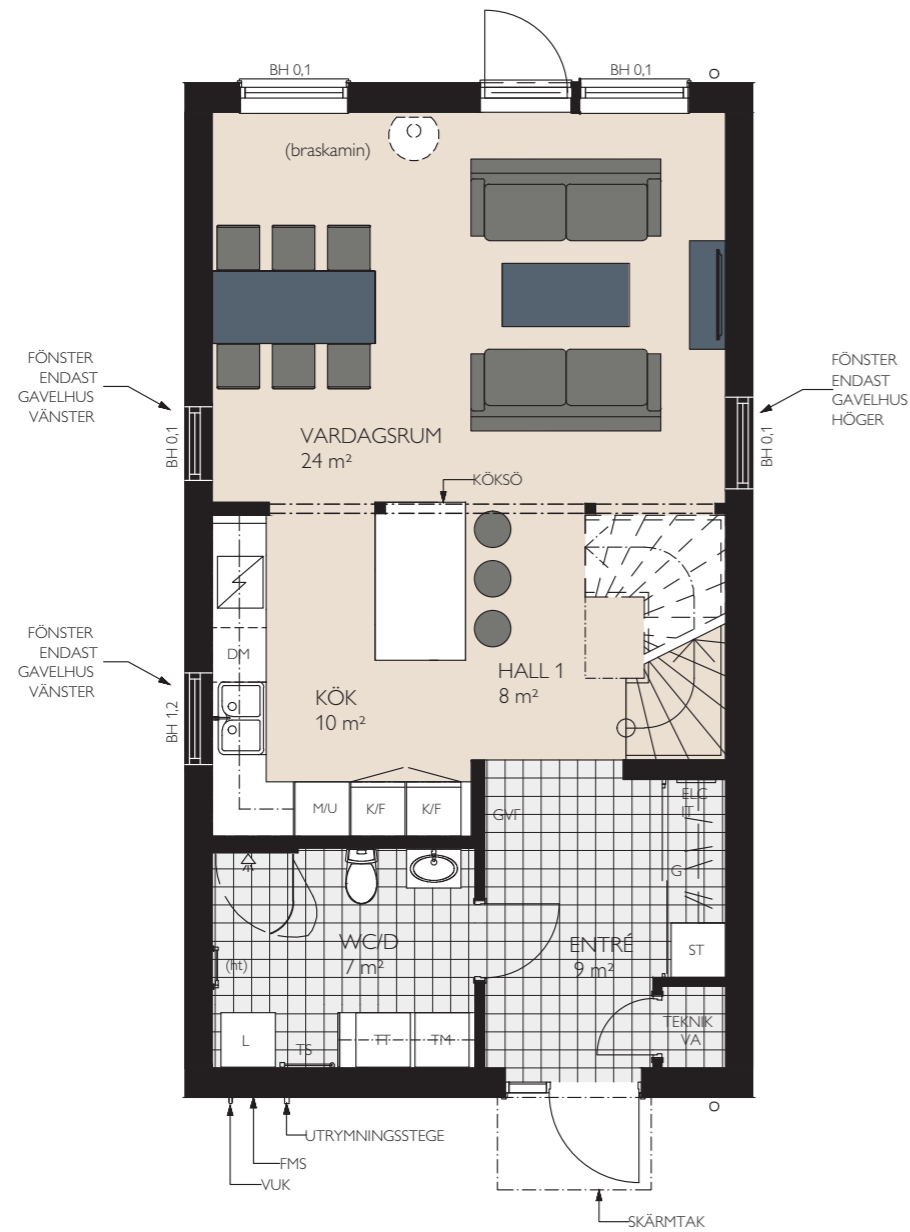 BH 0,1
BH 0,1
(braskamin)
FÖNSTER
ENDAST
GAVELHUS
VÄNSTER
FÖNSTER
ENDAST
GAVELHUS
HÖGER
BH 0,1
BH 0,1
VARDAGSRUM
24 m²
KÖKSÖ
DM
FÖNSTER
ENDAST
GAVELHUS
VÄNSTER
BH 1,2
KÖK
10 m²
HALL 1
8 m²
M/U
K/F
K/F
GVF
ELC
IT
G
WC/D
7 m²
ENTRÉ
9 m²
ST
(ht)
L
TS
TT
TM
TEKNIK
VA
UTRYMNINGSSTEGE
FMS
VUK
SKÄRMTAK